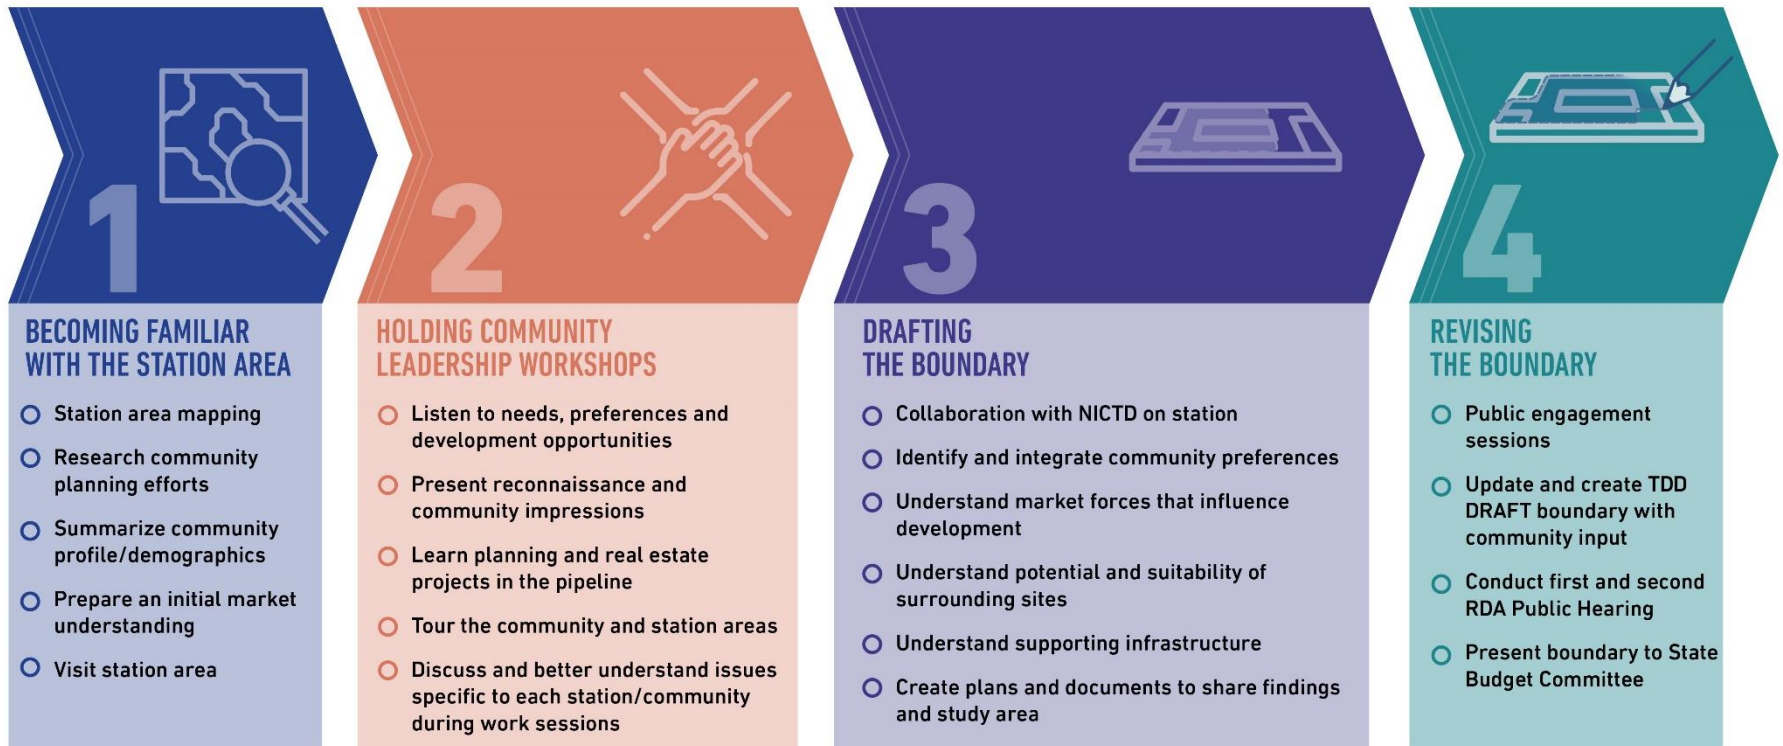 1
BECOMING FAMILIAR
WITH THE STATION AREA
Station area mapping
Research community
planning efforts
Summarize community
profile/demographics
Prepare an initial market
understanding
Visit station area
2
HOLDING COMMUNITY
LEADERSHIP WORKSHOPS
Listen to needs, preferences and
development opportunities
Present reconnaissance and
community impressions
Learn planning and real estate
projects in the pipeline
Tour the community and station areas
Discuss and better understand issues
specific to each station/community
during work sessions
3
DRAFTING
THE BOUNDARY
Collaboration with NICTD on station
Identify and integrate community preferences
Understand market forces that influence
development
Understand potential and suitability of
surrounding sites
Understand supporting infrastructure
Create plans and documents to share findings
and study area
4
REVISING
THE BOUNDARY
Public engagement
sessions
Update and create TDD
DRAFT boundary with
community input
Conduct first and second
RDA Public Hearing
Present boundary to State
Budget Committee